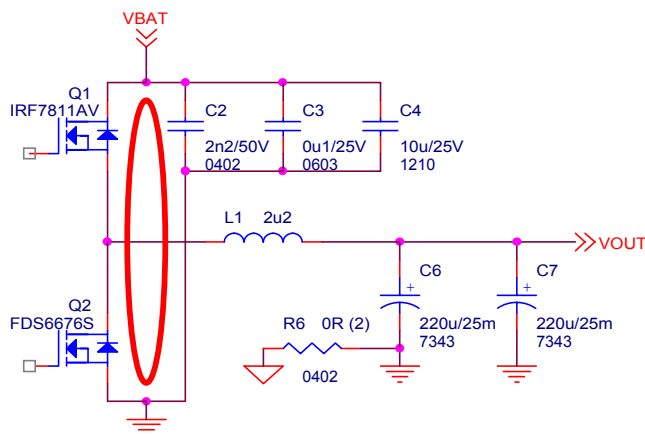 VBAT
Q1
IRF7811AV
C2
2n2/50V
0402
C3
0u1/25V
0603
C4
10u/25V
1210
L1 2u2
VOUT
Q2
FDS6676S
C6
220u/25m
7343
C7
220u/25m
7343
R6 0R (2)
0402
+
+